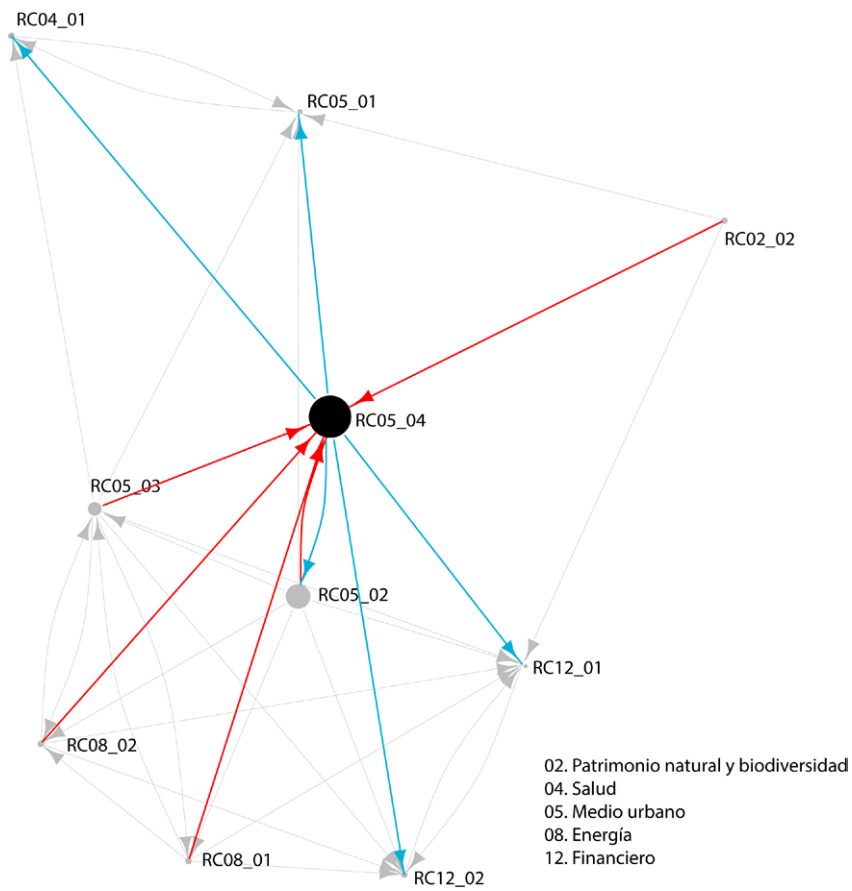 RC04_01
RC05_01
RC02_02
RC05_04
RC05_03
RC05_02
RC12_01
RC08_02
RC08_01
RC12_02
02. Patrimonio natural y biodiversidad
04. Salud
05. Medio urbano
08. Energía
12. Financiero